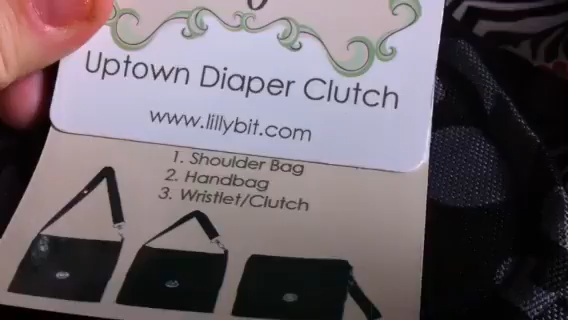 Uptown Diaper Clutch
www.lillybit.com
1. Shoulder Bag
2. Handbag
3. Wristlet/Clutch